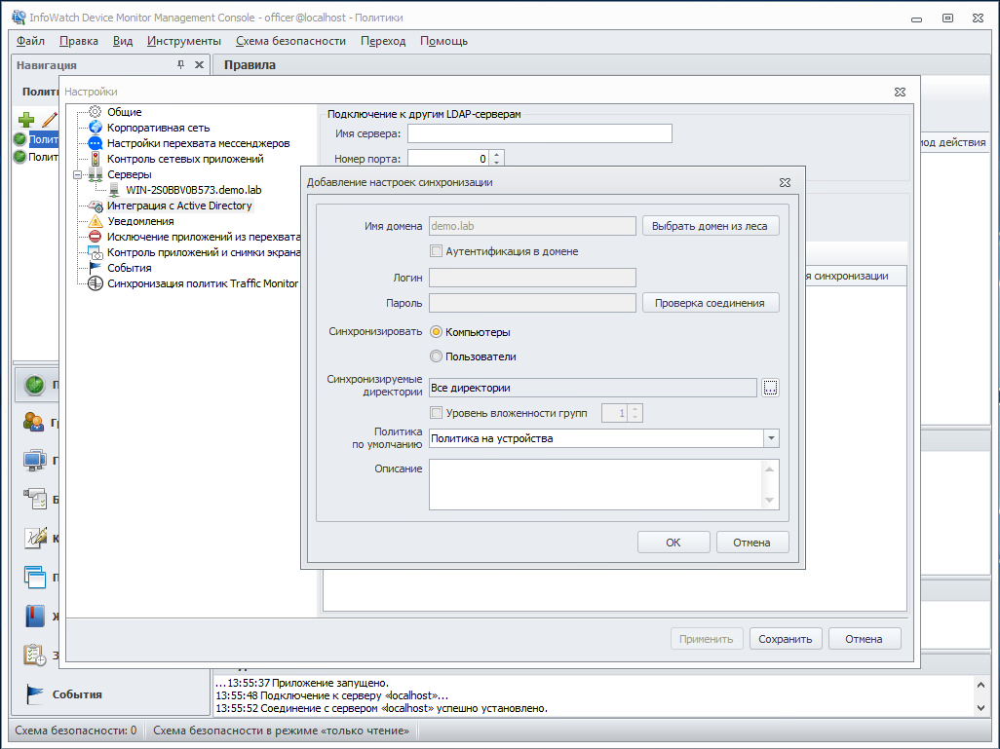 InfoWatch Device Monitor Management Console - officer@localhost - Политики
Файл Правка Вид Инструменты Схема безопасности Переход Помощь
Навигация
Правила
Настройки
Общие
Корпоративная сеть
Настройки перехвата мессенджеров
Контроль сетевых приложений
Серверы
WIN-2S0BBV0B573.demo.lab
Интеграция с Active Directory
Уведомления
Исключение приложений из перехвата
Контроль приложений и снимки экрана
События
Синхронизация политик Traffic Monitor
Подключение к другим LDAP-серверам
Имя сервера:
Номер порта: 0
иод действия
я синхронизации
Добавление настроек синхронизации
Имя домена demo.lab Выбрать домен из леса
Аутентификация в домене
Логин
Пароль Проверка соединения
Синхронизировать Компьютеры
Пользователи
Синхронизируемые
директории Все директории ...
Уровень вложенности групп 1
Политика
по умолчанию Политика на устройства
Описание
ОК Отмена
Применить Сохранить Отмена
События
...13:55:37 Приложение запущено.
13:55:48 Подключение к серверу «localhost»...
13:55:52 Соединение с сервером «localhost» успешно установлено.
Схема безопасности: 0 Схема безопасности в режиме «только чтение»